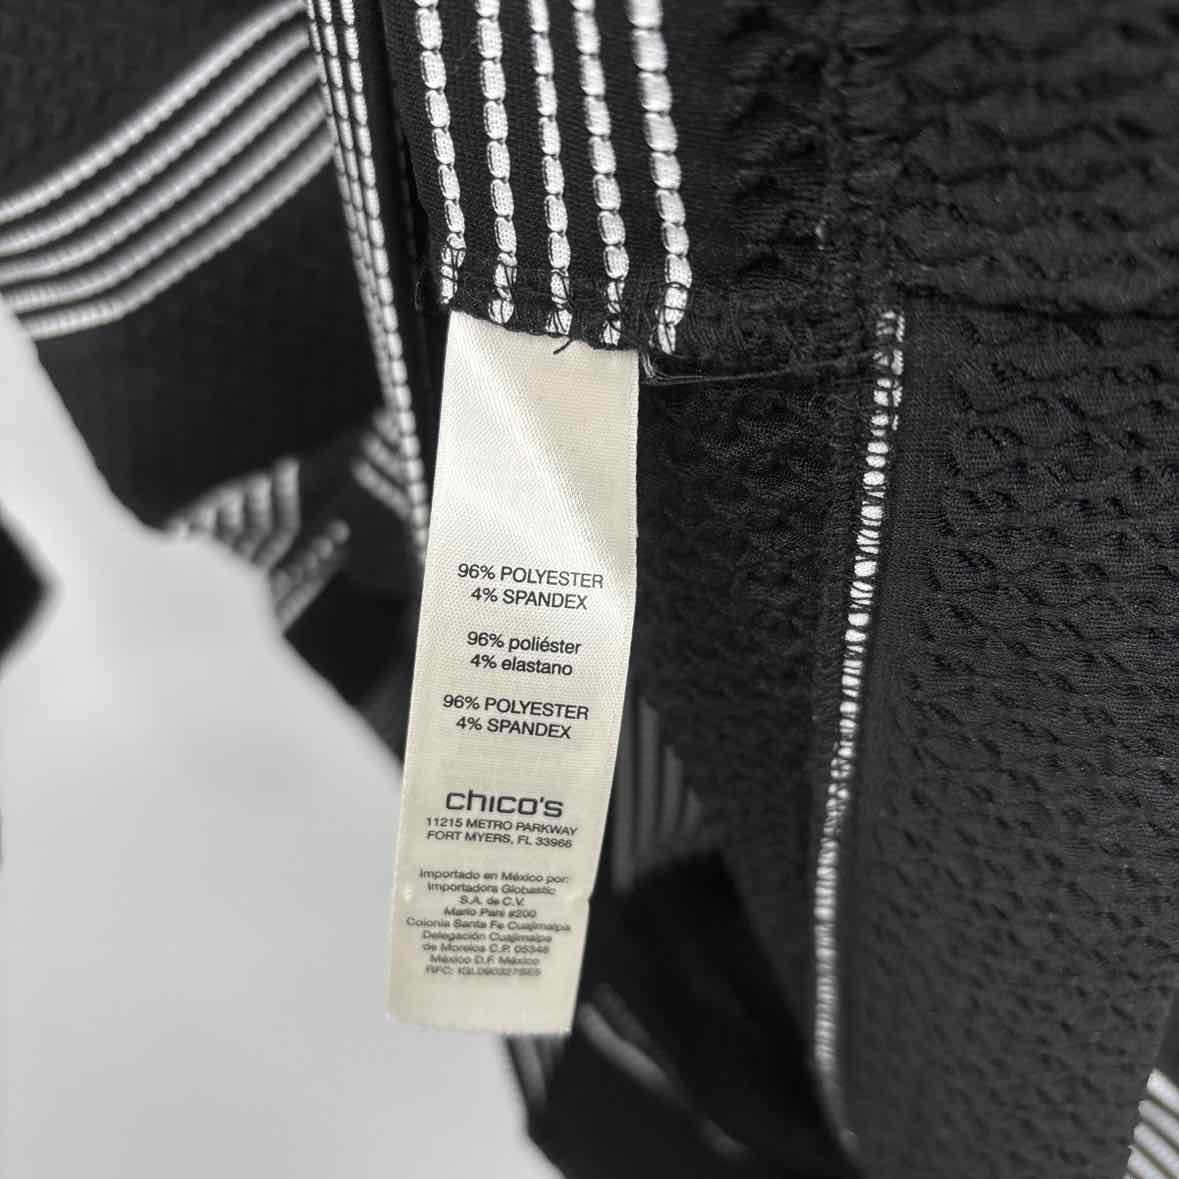 96% POLYESTER
4% SPANDEX
96% poliéster
4% elastano
96% POLYESTER
4% SPANDEX
chico's
11215 METRO PARKWAY
FORT MYERS, FL 33966
Importado en México por:
Importadora Globastic
S.A. de C.V.
Mario Pani #200
Colonia Santa Fe Cuajimalpa
Delegación Cuajimalpa
de Morelos C.P. 05348
México D.F. México
RFC: IGL090327SE5